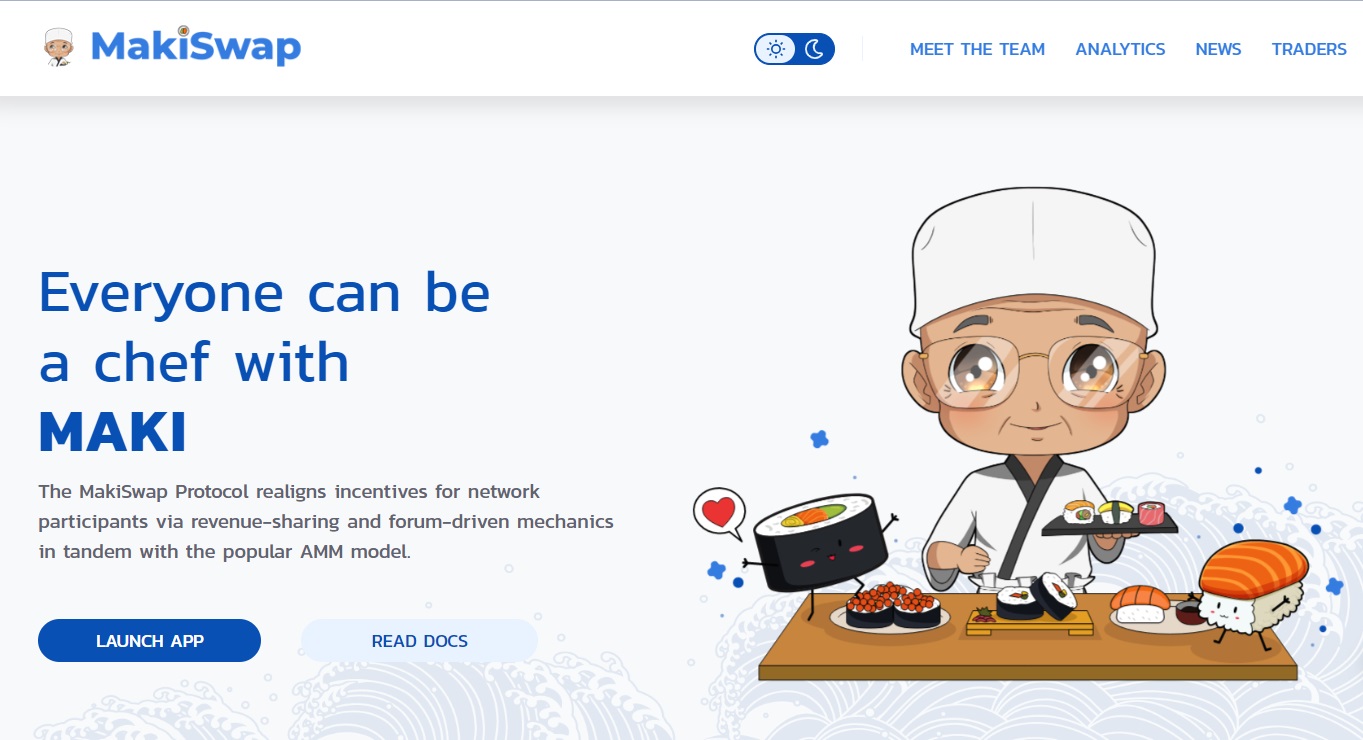 MakiSwap
MEET THE TEAM
ANALYTICS
NEWS
TRADERS
Everyone can be
a chef with
MAKI
The MakiSwap Protocol realigns incentives for network
participants via revenue-sharing and forum-driven mechanics
in tandem with the popular AMM model.
LAUNCH APP
READ DOCS